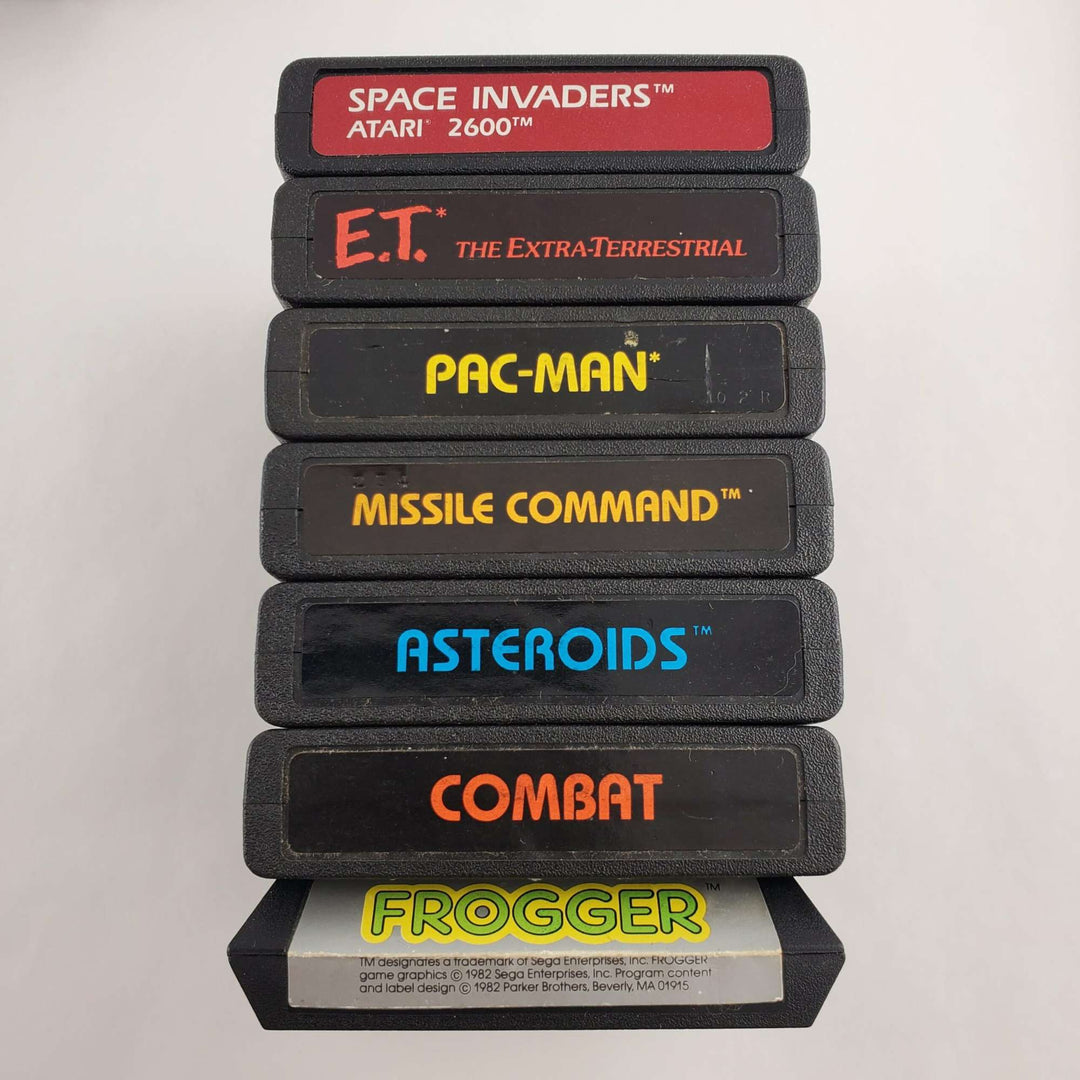 SPACE INVADERS™
ATARI® 2600™
E.T.* THE EXTRA-TERRESTRIAL
PAC-MAN*
10 2 R
MISSILE COMMAND™
ASTEROIDS™
COMBAT
FROGGER™
TM designates a trademark of Sega Enterprises, Inc. FROGGER
game graphics © 1982 Sega Enterprises, Inc. Program content
and label design © 1982 Parker Brothers, Beverly, MA 01915